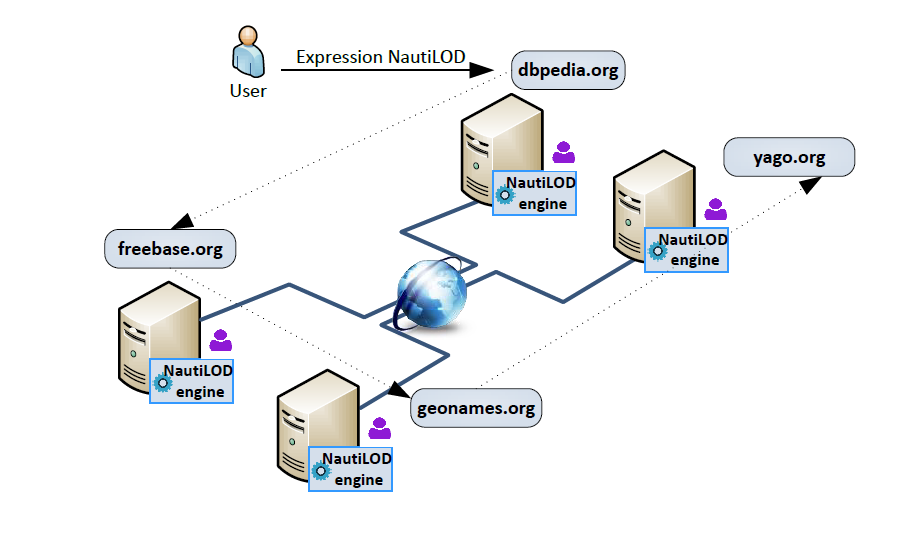 Expression NautiLOD
User
dbpedia.org
yago.org
NautiLOD
engine
NautiLOD
engine
freebase.org
NautiLOD
engine
geonames.org
NautiLOD
engine